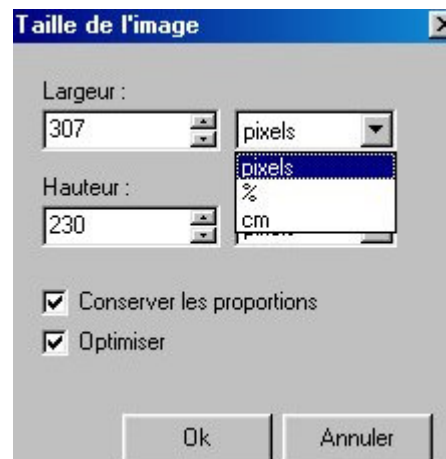 Taille de l'image
Largeur :
307 pixels
pixels
Hauteur :
%
230
cm
Conserver les proportions
Optimiser
Ok Annuler